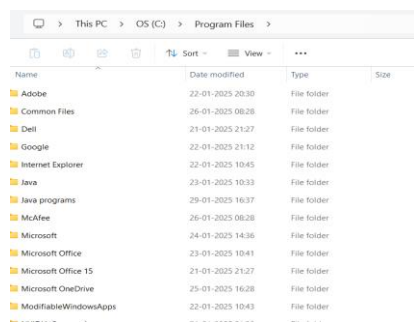 This PC > OS (C:) > Program Files >
Sort View ...
Name Date modified Type Size
Adobe 22-01-2025 20:30 File folder
Common Files 26-01-2025 08:28 File folder
Dell 21-01-2025 21:27 File folder
Google 22-01-2025 21:12 File folder
Internet Explorer 22-01-2025 10:45 File folder
Java 23-01-2025 10:33 File folder
Java programs 29-01-2025 16:37 File folder
McAfee 26-01-2025 08:28 File folder
Microsoft 24-01-2025 14:36 File folder
Microsoft Office 23-01-2025 10:41 File folder
Microsoft Office 15 21-01-2025 21:27 File folder
Microsoft OneDrive 25-01-2025 16:28 File folder
ModifiableWindowsApps 22-01-2025 10:43 File folder